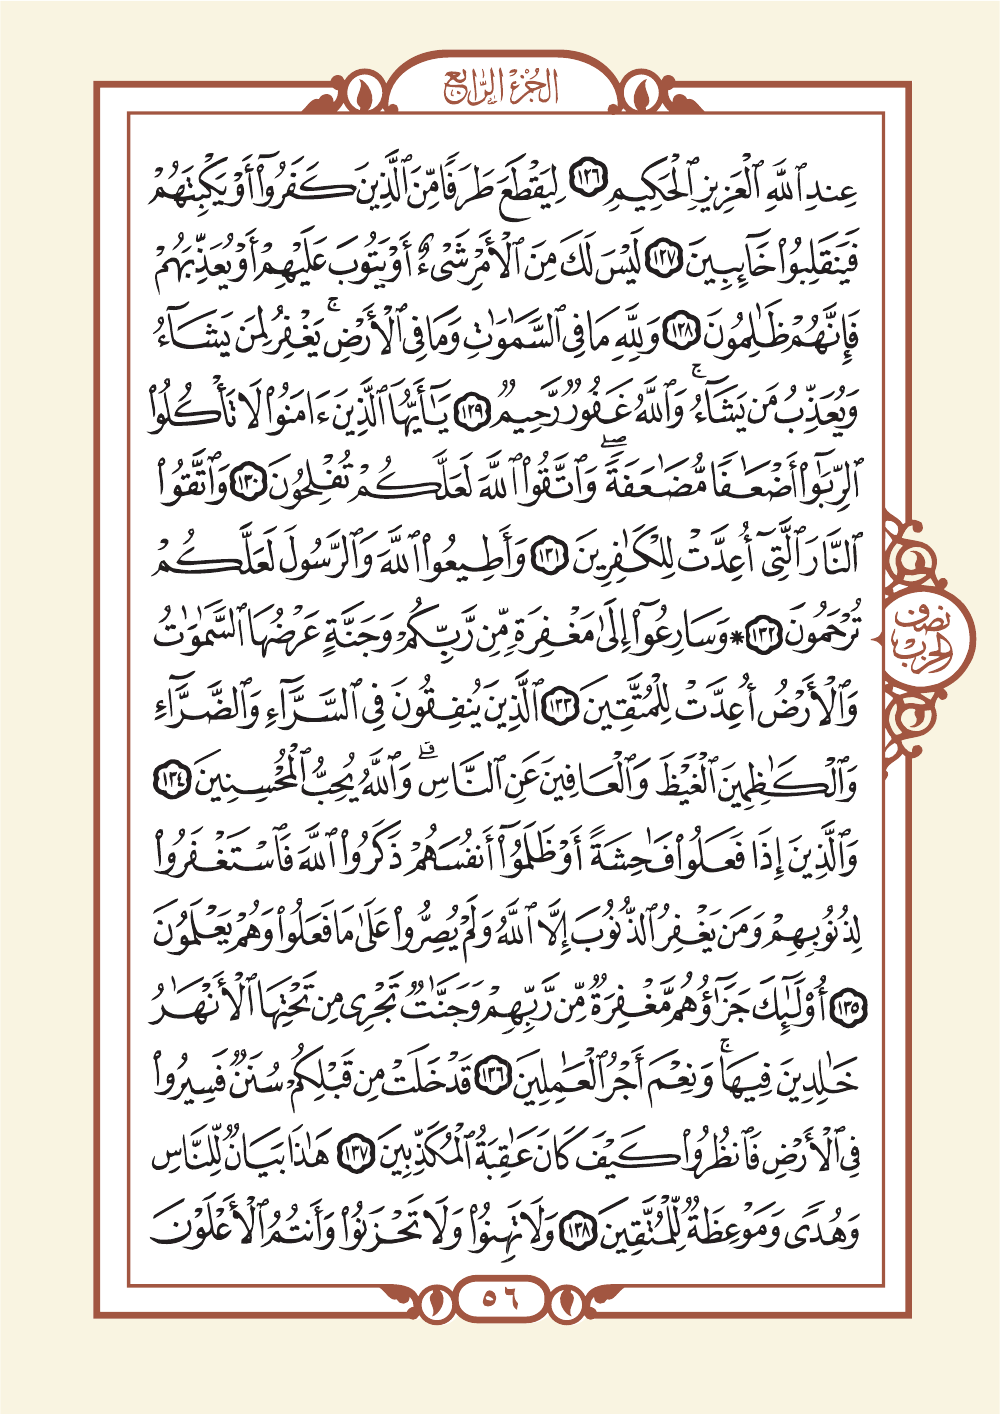 الجُزْءُ الرَّابِعُ
عِندِ ٱللَّهِ ٱلْعَزِيزِ ٱلْحَكِيمِ ١٢٦ لِيَقْطَعَ طَرَفًا مِّنَ ٱلَّذِينَ كَفَرُوٓا۟ أَوْ يَكْبِتَهُمْ
فَيَنقَلِبُوا۟ خَآئِبِينَ ١٢٧ لَيْسَ لَكَ مِنَ ٱلْأَمْرِ شَىْءٌ أَوْ يَتُوبَ عَلَيْهِمْ أَوْ يُعَذِّبَهُمْ
فَإِنَّهُمْ ظَٰلِمُونَ ١٢٨ وَلِلَّهِ مَا فِى ٱلسَّمَٰوَٰتِ وَمَا فِى ٱلْأَرْضِ ۚ يَغْفِرُ لِمَن يَشَآءُ
وَيُعَذِّبُ مَن يَشَآءُ ۚ وَٱللَّهُ غَفُورٌ رَّحِيمٌ ١٢٩ يَٰٓأَيُّهَا ٱلَّذِينَ ءَامَنُوا۟ لَا تَأْكُلُوا۟
ٱلرِّبَوٰٓا۟ أَضْعَٰفًا مُّضَٰعَفَةً ۖ وَٱتَّقُوا۟ ٱللَّهَ لَعَلَّكُمْ تُفْلِحُونَ ١٣٠ وَٱتَّقُوا۟
ٱلنَّارَ ٱلَّتِىٓ أُعِدَّتْ لِلْكَٰفِرِينَ ١٣١ وَأَطِيعُوا۟ ٱللَّهَ وَٱلرَّسُولَ لَعَلَّكُمْ
تُرْحَمُونَ ١٣٢ * وَسَارِعُوٓا۟ إِلَىٰ مَغْفِرَةٍ مِّن رَّبِّكُمْ وَجَنَّةٍ عَرْضُهَا ٱلسَّمَٰوَٰتُ
نصف
الحزب
وَٱلْأَرْضُ أُعِدَّتْ لِلْمُتَّقِينَ ١٣٣ ٱلَّذِينَ يُنفِقُونَ فِى ٱلسَّرَّآءِ وَٱلضَّرَّآءِ
وَٱلْكَٰظِمِينَ ٱلْغَيْظَ وَٱلْعَافِينَ عَنِ ٱلنَّاسِ ۗ وَٱللَّهُ يُحِبُّ ٱلْمُحْسِنِينَ ١٣٤
وَٱلَّذِينَ إِذَا فَعَلُوا۟ فَٰحِشَةً أَوْ ظَلَمُوٓا۟ أَنفُسَهُمْ ذَكَرُوا۟ ٱللَّهَ فَٱسْتَغْفَرُوا۟
لِذُنُوبِهِمْ وَمَن يَغْفِرُ ٱلذُّنُوبَ إِلَّا ٱللَّهُ وَلَمْ يُصِرُّوا۟ عَلَىٰ مَا فَعَلُوا۟ وَهُمْ يَعْلَمُونَ
١٣٥ أُو۟لَٰٓئِكَ جَزَآؤُهُم مَّغْفِرَةٌ مِّن رَّبِّهِمْ وَجَنَّٰتٌ تَجْرِى مِن تَحْتِهَا ٱلْأَنْهَٰرُ
خَٰلِدِينَ فِيهَا ۚ وَنِعْمَ أَجْرُ ٱلْعَٰمِلِينَ ١٣٦ قَدْ خَلَتْ مِن قَبْلِكُمْ سُنَنٌ فَسِيرُوا۟
فِى ٱلْأَرْضِ فَٱنظُرُوا۟ كَيْفَ كَانَ عَٰقِبَةُ ٱلْمُكَذِّبِينَ ١٣٧ هَٰذَا بَيَانٌ لِّلنَّاسِ
وَهُدًى وَمَوْعِظَةٌ لِّلْمُتَّقِينَ ١٣٨ وَلَا تَهِنُوا۟ وَلَا تَحْزَنُوا۟ وَأَنتُمُ ٱلْأَعْلَوْنَ
٥٦